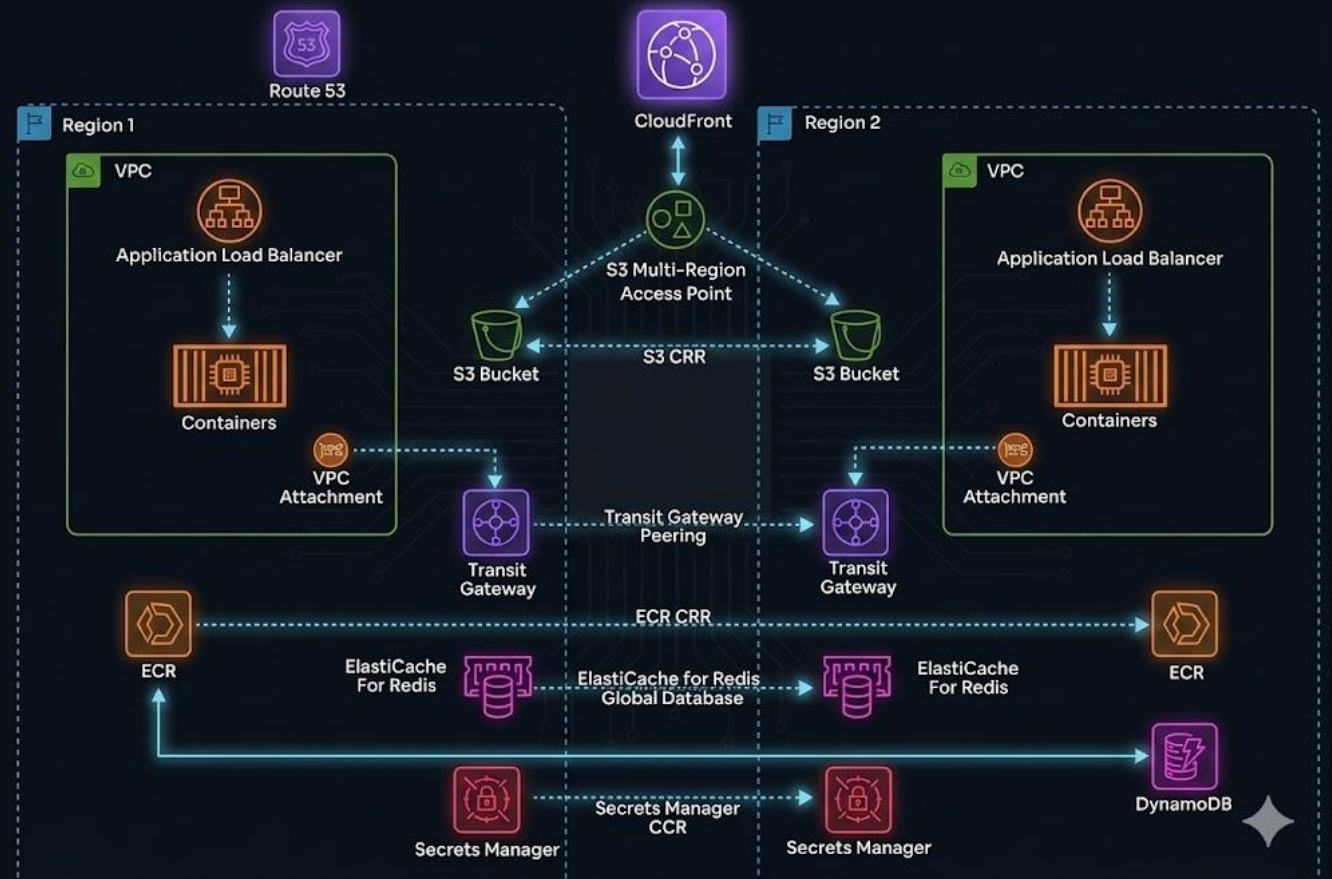 53
Route 53
CloudFront
Region 1
Region 2
VPC
VPC
Application Load Balancer
Application Load Balancer
S3 Multi-Region
Access Point
S3 Bucket
S3 CRR
S3 Bucket
Containers
Containers
VPC
Attachment
VPC
Attachment
Transit Gateway
Peering
Transit
Gateway
Transit
Gateway
ECR CRR
ECR
ECR
ElastiCache
For Redis
ElastiCache for Redis
Global Database
ElastiCache
For Redis
DynamoDB
Secrets Manager
CCR
Secrets Manager
Secrets Manager